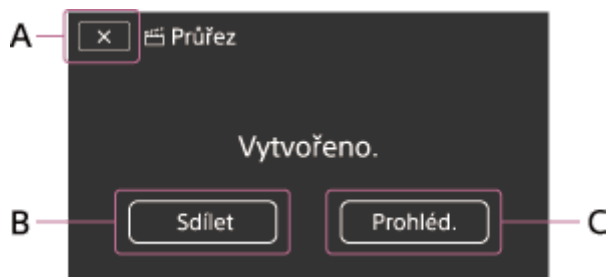 A
× Průřez
Vytvořeno.
B
Sdílet
Prohléd.
C